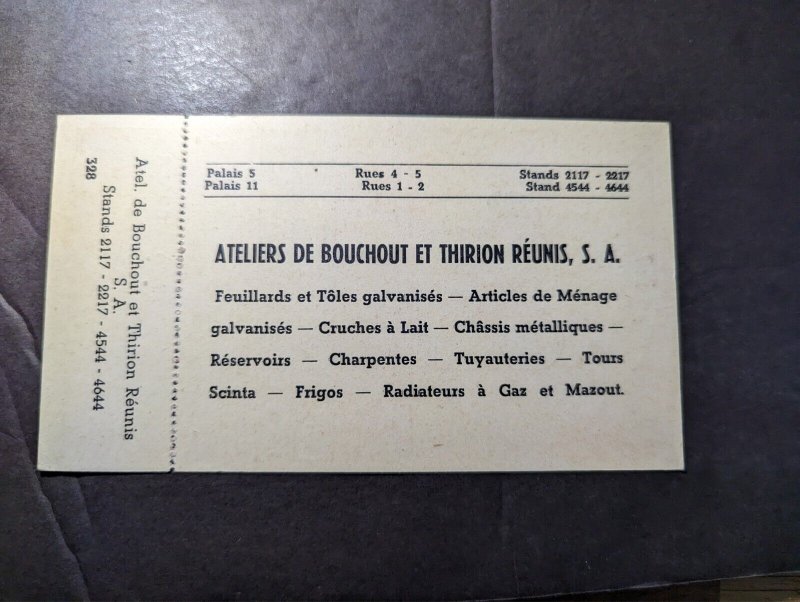 Atel. de Bouchout et Thirion Réunis
S. A.
Stands 2117 - 2217 - 4544 - 4644
328
Palais 5 Rues 4 - 5 Stands 2117 - 2217
Palais 11 Rues 1 - 2 Stand 4544 - 4644
ATELIERS DE BOUCHOUT ET THIRION RÉUNIS, S. A.
Feuillards et Tôles galvanisés — Articles de Ménage
galvanisés — Cruches à Lait — Châssis métalliques —
Réservoirs — Charpentes — Tuyauteries — Tours
Scinta — Frigos — Radiateurs à Gaz et Mazout.